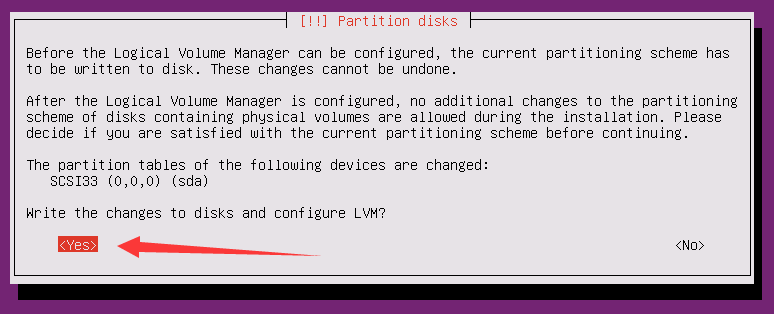 [!!] Partition disks
Before the Logical Volume Manager can be configured, the current partitioning scheme has
to be written to disk. These changes cannot be undone.
After the Logical Volume Manager is configured, no additional changes to the partitioning
scheme of disks containing physical volumes are allowed during the installation. Please
decide if you are satisfied with the current partitioning scheme before continuing.
The partition tables of the following devices are changed:
SCSI33 (0,0,0) (sda)
Write the changes to disks and configure LVM?
<Yes> <No>